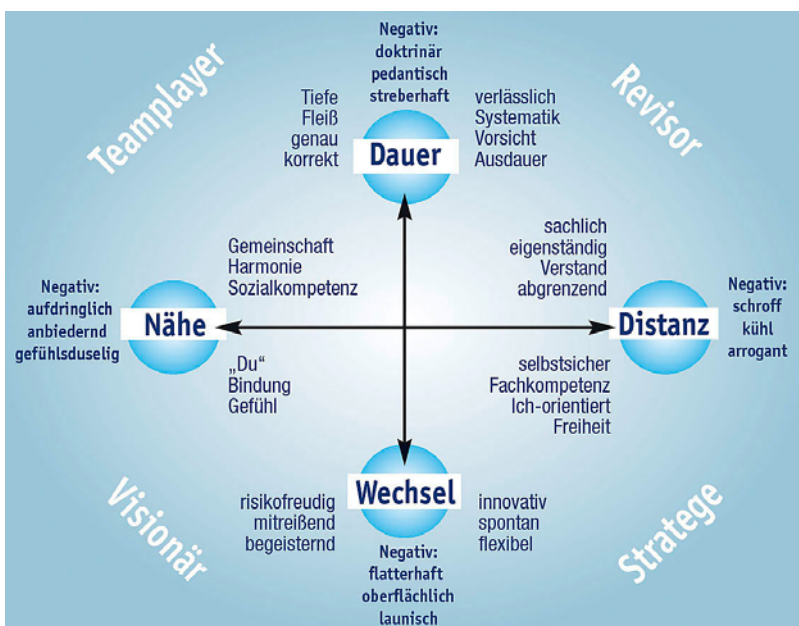 Teamplayer
Negativ:
doktrinär
pedantisch
streberhaft
Revisor
Tiefe
Fleiß
genau
korrekt
verlässlich
Systematik
Vorsicht
Ausdauer
Dauer
Gemeinschaft
Harmonie
Sozialkompetenz
sachlich
eigenständig
Verstand
abgrenzend
Negativ:
aufdringlich
anbiedernd
gefühlsduselig
Nähe
Distanz
Negativ:
schroff
kühl
arrogant
„Du“
Bindung
Gefühl
selbstsicher
Fachkompetenz
Ich-orientiert
Freiheit
Visionär
risikofreudig
mitreißend
begeisternd
Wechsel
innovativ
spontan
flexibel
Stratege
Negativ:
flatterhaft
oberflächlich
launisch